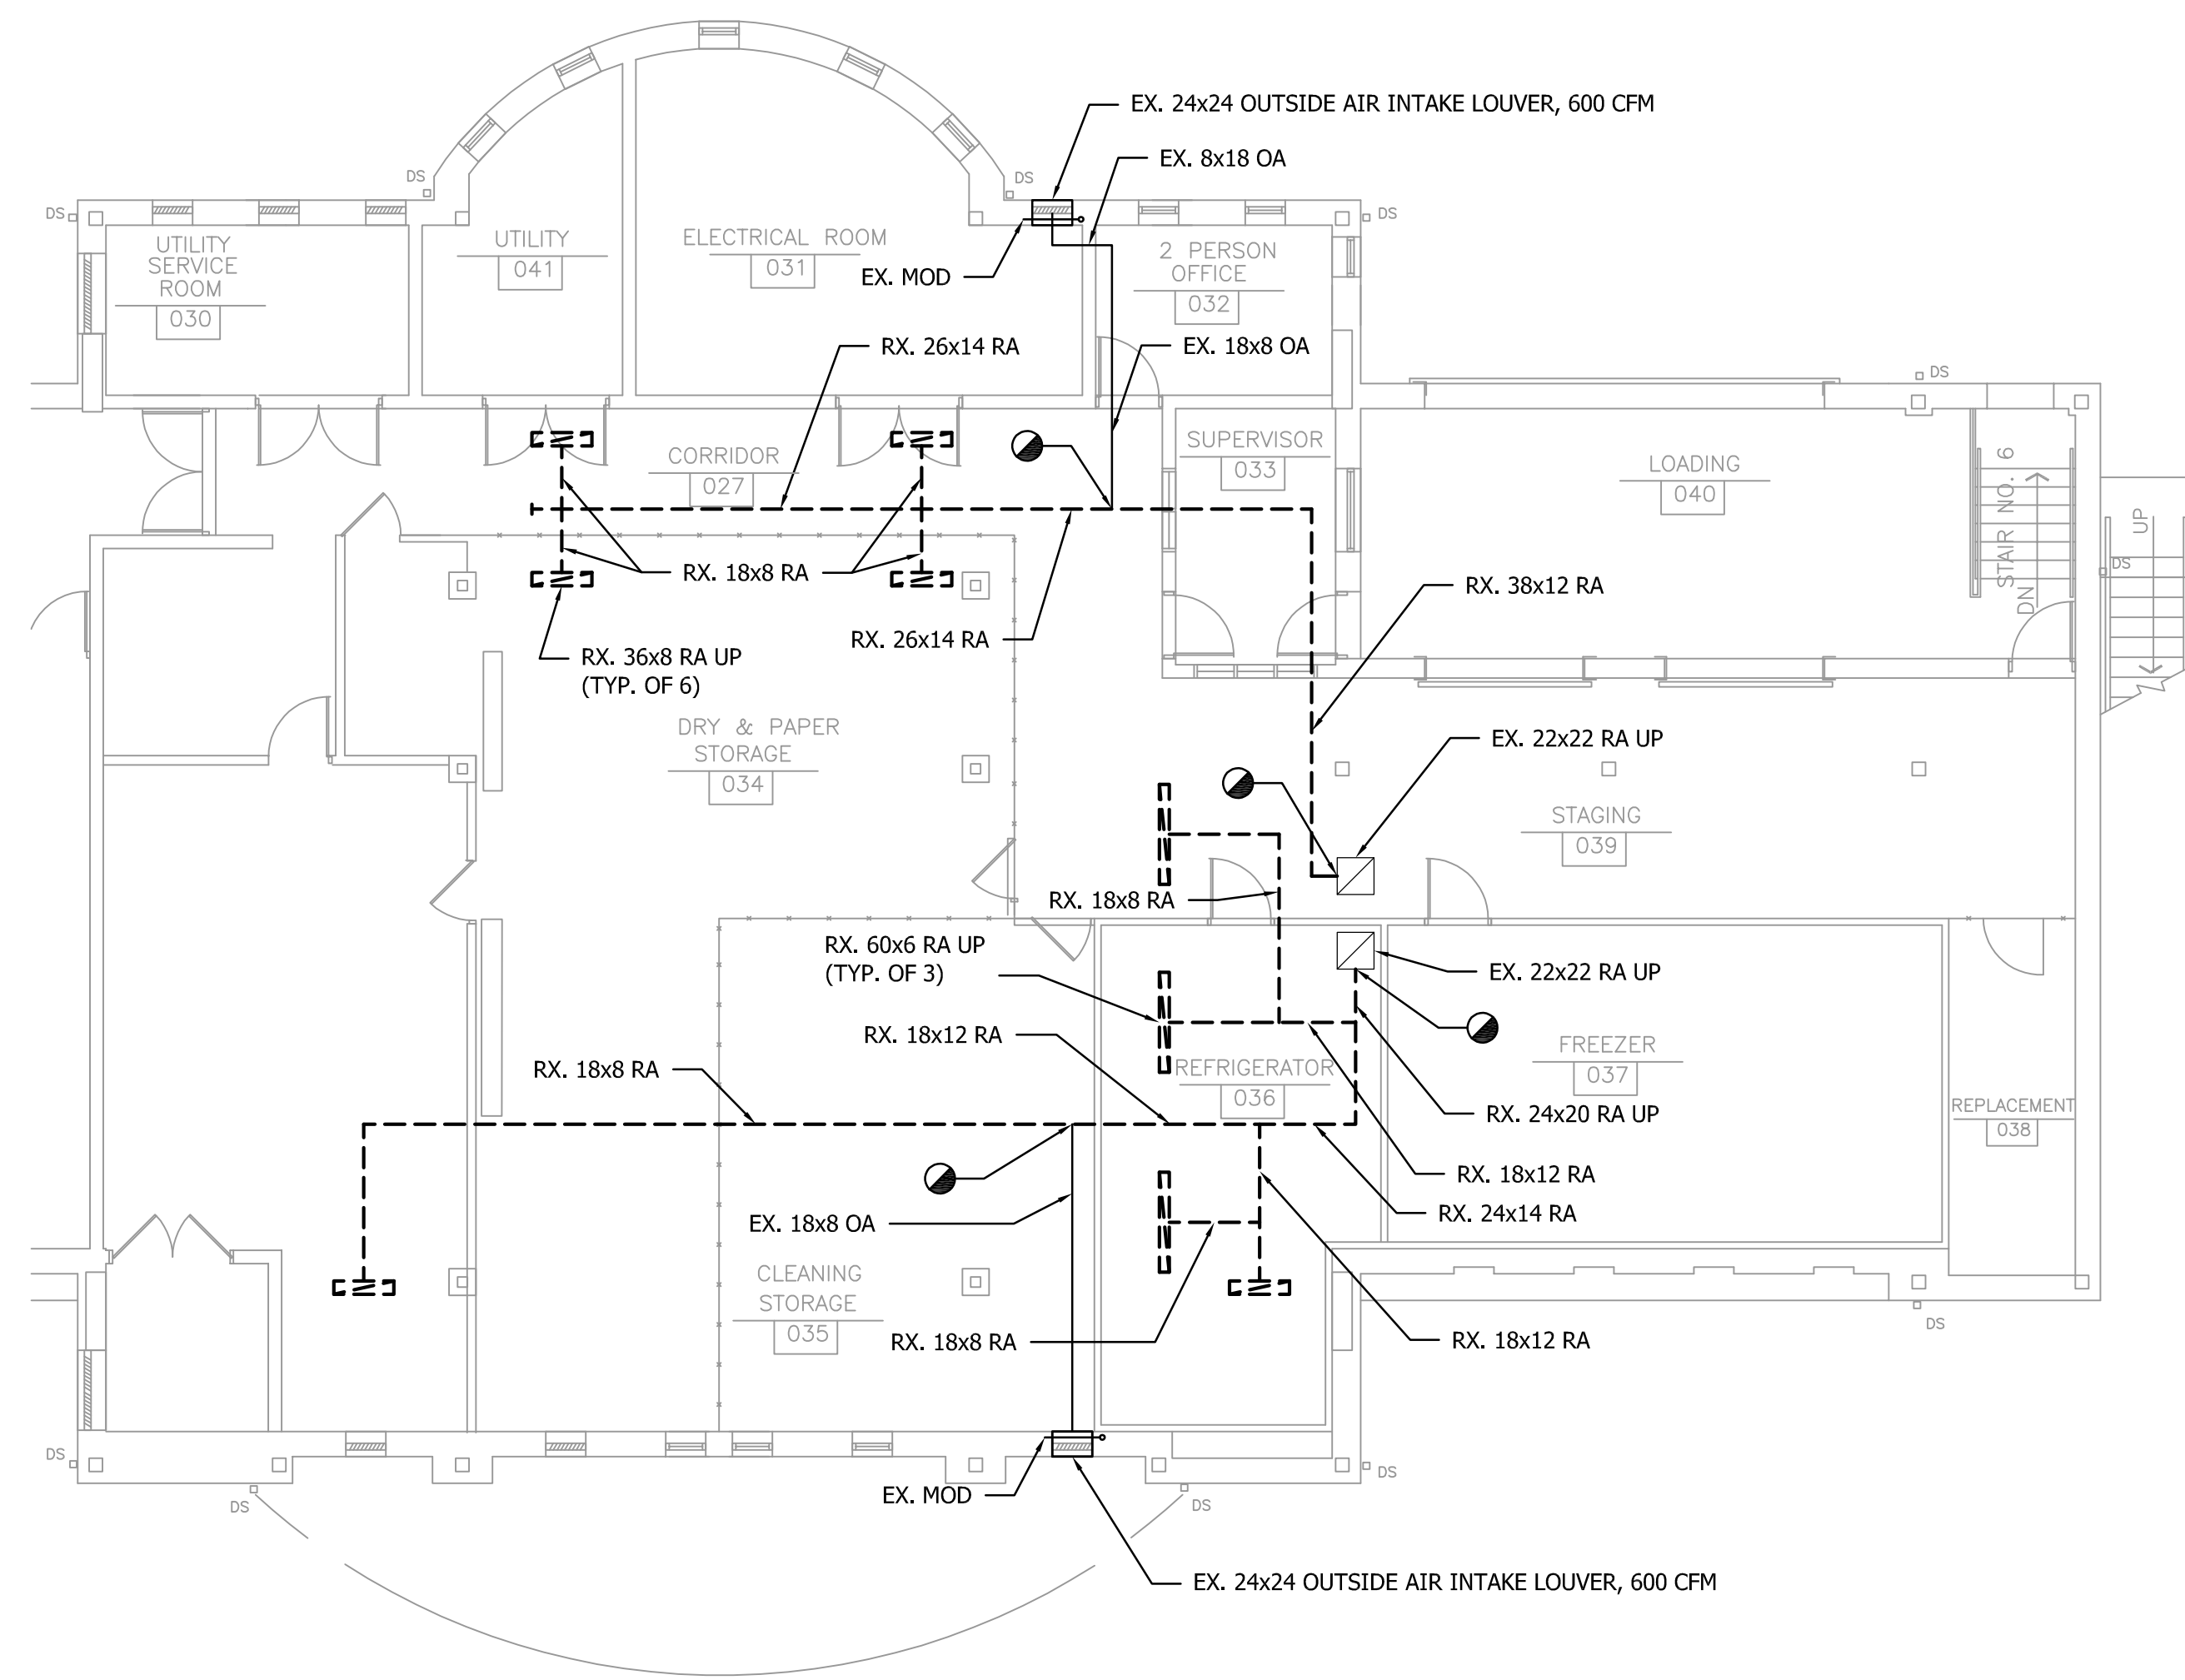 EX. 24x24 OUTSIDE AIR INTAKE LOUVER, 600 CFM
EX. 8x18 OA
DS
DS
DS
DS
UTILITY
SERVICE
ROOM
030
UTILITY
041
ELECTRICAL ROOM
031
EX. MOD
2 PERSON
OFFICE
032
RX. 26x14 RA
EX. 18x8 OA
DS
CORRIDOR
027
SUPERVISOR
033
LOADING
040
STAIR NO. 6
DN
UP
DS
RX. 18x8 RA
RX. 38x12 RA
RX. 26x14 RA
RX. 36x8 RA UP
(TYP. OF 6)
DRY & PAPER
STORAGE
034
EX. 22x22 RA UP
STAGING
039
RX. 18x8 RA
RX. 60x6 RA UP
(TYP. OF 3)
EX. 22x22 RA UP
RX. 18x12 RA
RX. 18x8 RA
REFRIGERATOR
036
FREEZER
037
RX. 24x20 RA UP
REPLACEMENT
038
RX. 18x12 RA
RX. 24x14 RA
EX. 18x8 OA
CLEANING
STORAGE
035
RX. 18x8 RA
RX. 18x12 RA
DS
DS
DS
DS
DS
EX. MOD
EX. 24x24 OUTSIDE AIR INTAKE LOUVER, 600 CFM